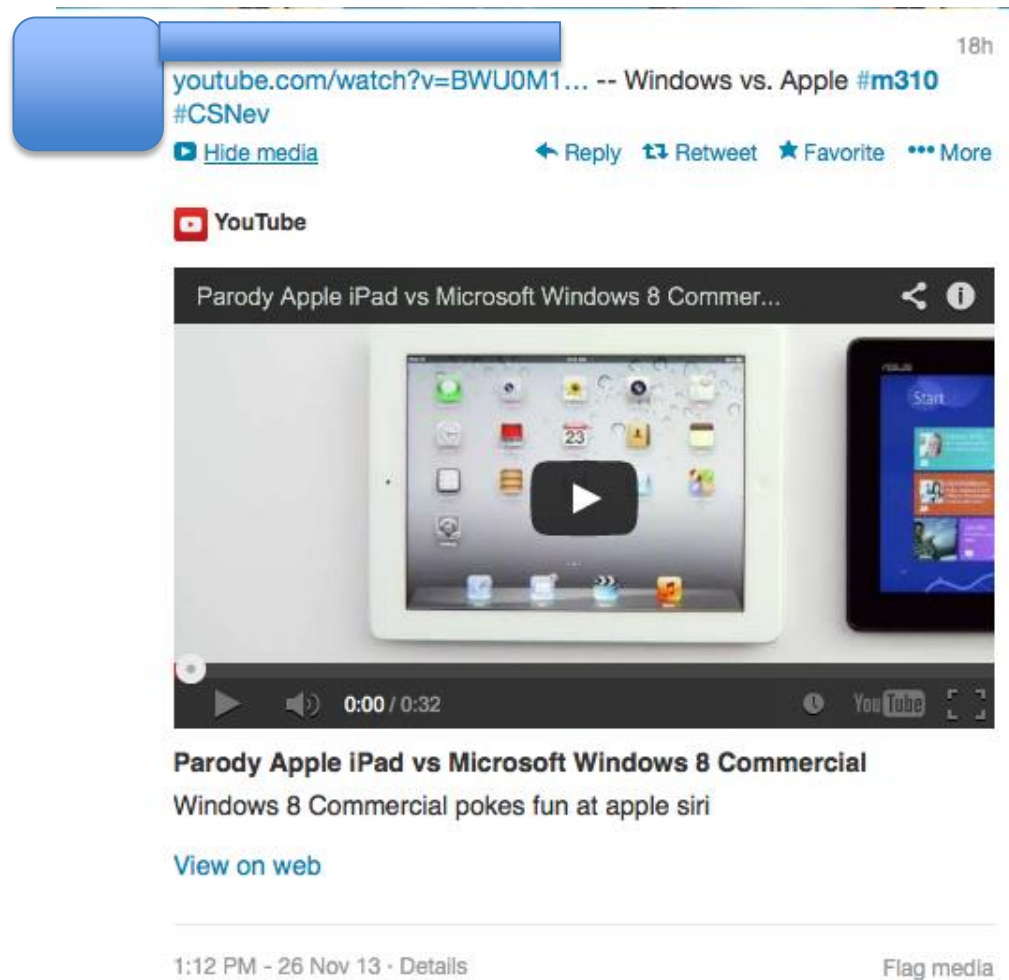 18h
youtube.com/watch?v=BWU0M1... -- Windows vs. Apple #m310
#CSNev
Hide media Reply Retweet Favorite More
YouTube
Parody Apple iPad vs Microsoft Windows 8 Commer...
ASUS
Start
23
0:00 / 0:32 YouTube
Parody Apple iPad vs Microsoft Windows 8 Commercial
Windows 8 Commercial pokes fun at apple siri
View on web
1:12 PM - 26 Nov 13 · Details Flag media